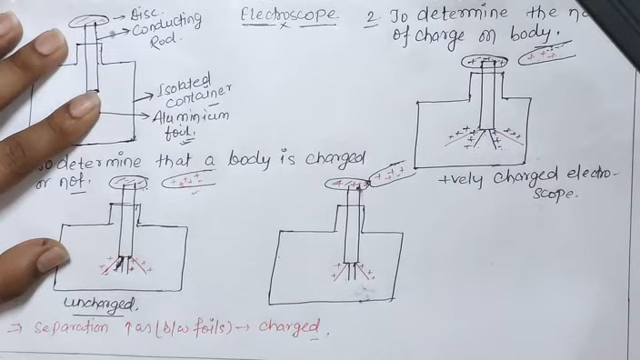 Electroscope
→ Disc.
→ Conducting
Rod.
→ Isolated
container
→ Aluminium
foil.
determine that a body is charged
or not.
uncharged.
⇒ Separation ↑as (b/w foils) → charged.
2. To determine the
of charge on body.
+vely charged electro-
scope.